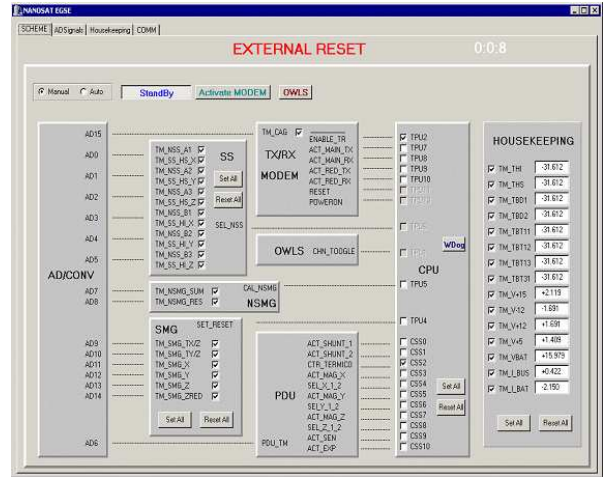 NANOSAT EGSE
SCHEME ADSignals Housekeeping COMM
EXTERNAL RESET 0:0:8
Manual Auto StandBy Activate MODEM OWLS
AD/CONV
AD15
AD0
AD1
AD2
AD3
AD4
AD5
AD7
AD8
AD9
AD10
AD11
AD12
AD13
AD14
AD6
TM_NSS_A1
TM_SS_HS_X
TM_NSS_A2
TM_SS_HS_Y
TM_NSS_A3
TM_SS_HS_Z
TM_NSS_B1
TM_SS_HI_X
TM_NSS_B2
TM_SS_HI_Y
TM_NSS_B3
TM_SS_HI_Z
SS
Set All
Reset All
SEL_NSS
TM_NSMG_SUM CAL_NSMG
TM_NSMG_RES NSMG
SMG SET_RESET
TM_SMG_TX/Z
TM_SMG_TY/Z
TM_SMG_X
TM_SMG_Y
TM_SMG_Z
TM_SMG_ZRED
Set All Reset All
TM_CAG
TX/RX
MODEM
ENABLE_TR
ACT_MAIN_TX
ACT_MAIN_RX
ACT_RED_TX
ACT_RED_RX
RESET
POWERON
OWLS CHN_TOOGLE
PDU
PDU_TM
ACT_SHUNT_1
ACT_SHUNT_2
CTR_TERMICO
ACT_MAG_X
SEL_X_1_2
ACT_MAG_Y
SELY_1_2
ACT_MAG_Z
SEL_Z_1_2
ACT_SEN
ACT_EXP
TPU2
TPU7
TPU8
TPU9
TPU10
WDog
CPU
TPU5
TPU4
CSS0
CSS1
CSS2
CSS3
CSS4
CSS5
CSS6
CSS7
CSS8
CSS9
CSS10
Set All
Reset All
HOUSEKEEPING
TM_THI -31.612
TM_THS -31.612
TM_TBD1 -31.612
TM_TBD2 -31.612
TM_TBT11 -31.612
TM_TBT12 -31.612
TM_TBT13 -31.612
TM_TBT31 -31.612
TM_V+15 +2.119
TM_V-12 -1.691
TM_V+12 +1.691
TM_V+5 +1.409
TM_VBAT +15.979
TM_I_BUS +0.422
TM_I_BAT -2.150
Set All Reset All